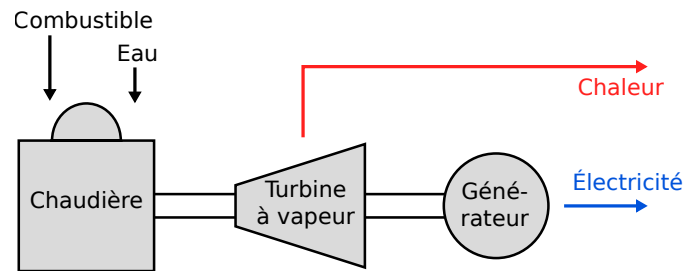 Combustible
Eau
Chaleur
Chaudière
Turbine
à vapeur
Géné-
rateur
Électricité